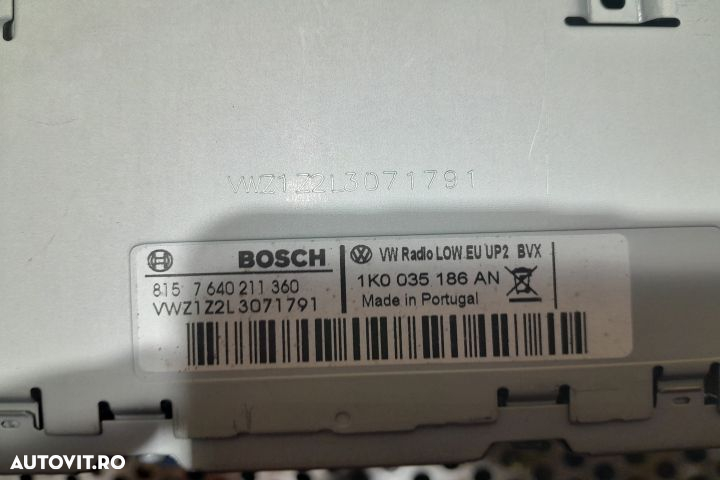 VWZ1Z2L3071791
BOSCH
815 7 640 211 360
VWZ1Z2L3071791
VW Radio LOW EU UP2 BVX
1K0 035 186 AN
Made in Portugal
AUTOVIT.RO